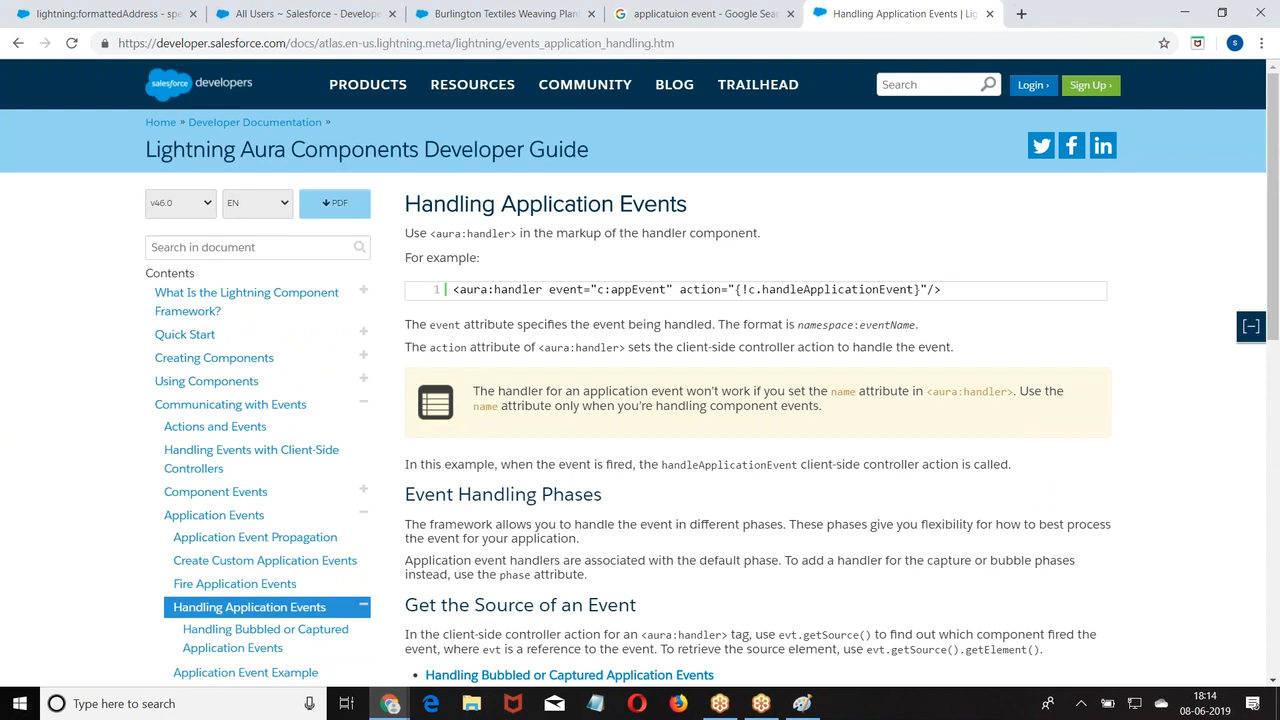 lightning:formattedAddress - spe
All Users ~ Salesforce - Develope
Burlington Textiles Weaving Plan
applicatuion event - Google Sea
Handling Application Events | Lig
https://developer.salesforce.com/docs/atlas.en-us.lightning.meta/lightning/events_application_handling.htm
S
salesforce developers
PRODUCTS
RESOURCES
COMMUNITY
BLOG
TRAILHEAD
Search
Login ›
Sign Up ›
Home » Developer Documentation »
Lightning Aura Components Developer Guide
v46.0
EN
PDF
Search in document
Contents
What Is the Lightning Component
Framework?
Quick Start
Creating Components
Using Components
Communicating with Events
Actions and Events
Handling Events with Client-Side
Controllers
Component Events
Application Events
Application Event Propagation
Create Custom Application Events
Fire Application Events
Handling Application Events
Handling Bubbled or Captured
Application Events
Application Event Example
Handling Application Events
Use <aura:handler> in the markup of the handler component.
For example:
1 <aura:handler event="c:appEvent" action="{!c.handleApplicationEvent}"/>
The event attribute specifies the event being handled. The format is namespace:eventName.
The action attribute of <aura:handler> sets the client-side controller action to handle the event.
The handler for an application event won’t work if you set the name attribute in <aura:handler>. Use the
name attribute only when you’re handling component events.
In this example, when the event is fired, the handleApplicationEvent client-side controller action is called.
Event Handling Phases
The framework allows you to handle the event in different phases. These phases give you flexibility for how to best process
the event for your application.
Application event handlers are associated with the default phase. To add a handler for the capture or bubble phases
instead, use the phase attribute.
Get the Source of an Event
In the client-side controller action for an <aura:handler> tag, use evt.getSource() to find out which component fired the
event, where evt is a reference to the event. To retrieve the source element, use evt.getSource().getElement().
• Handling Bubbled or Captured Application Events
[–]
Type here to search
18:14
08-06-2019